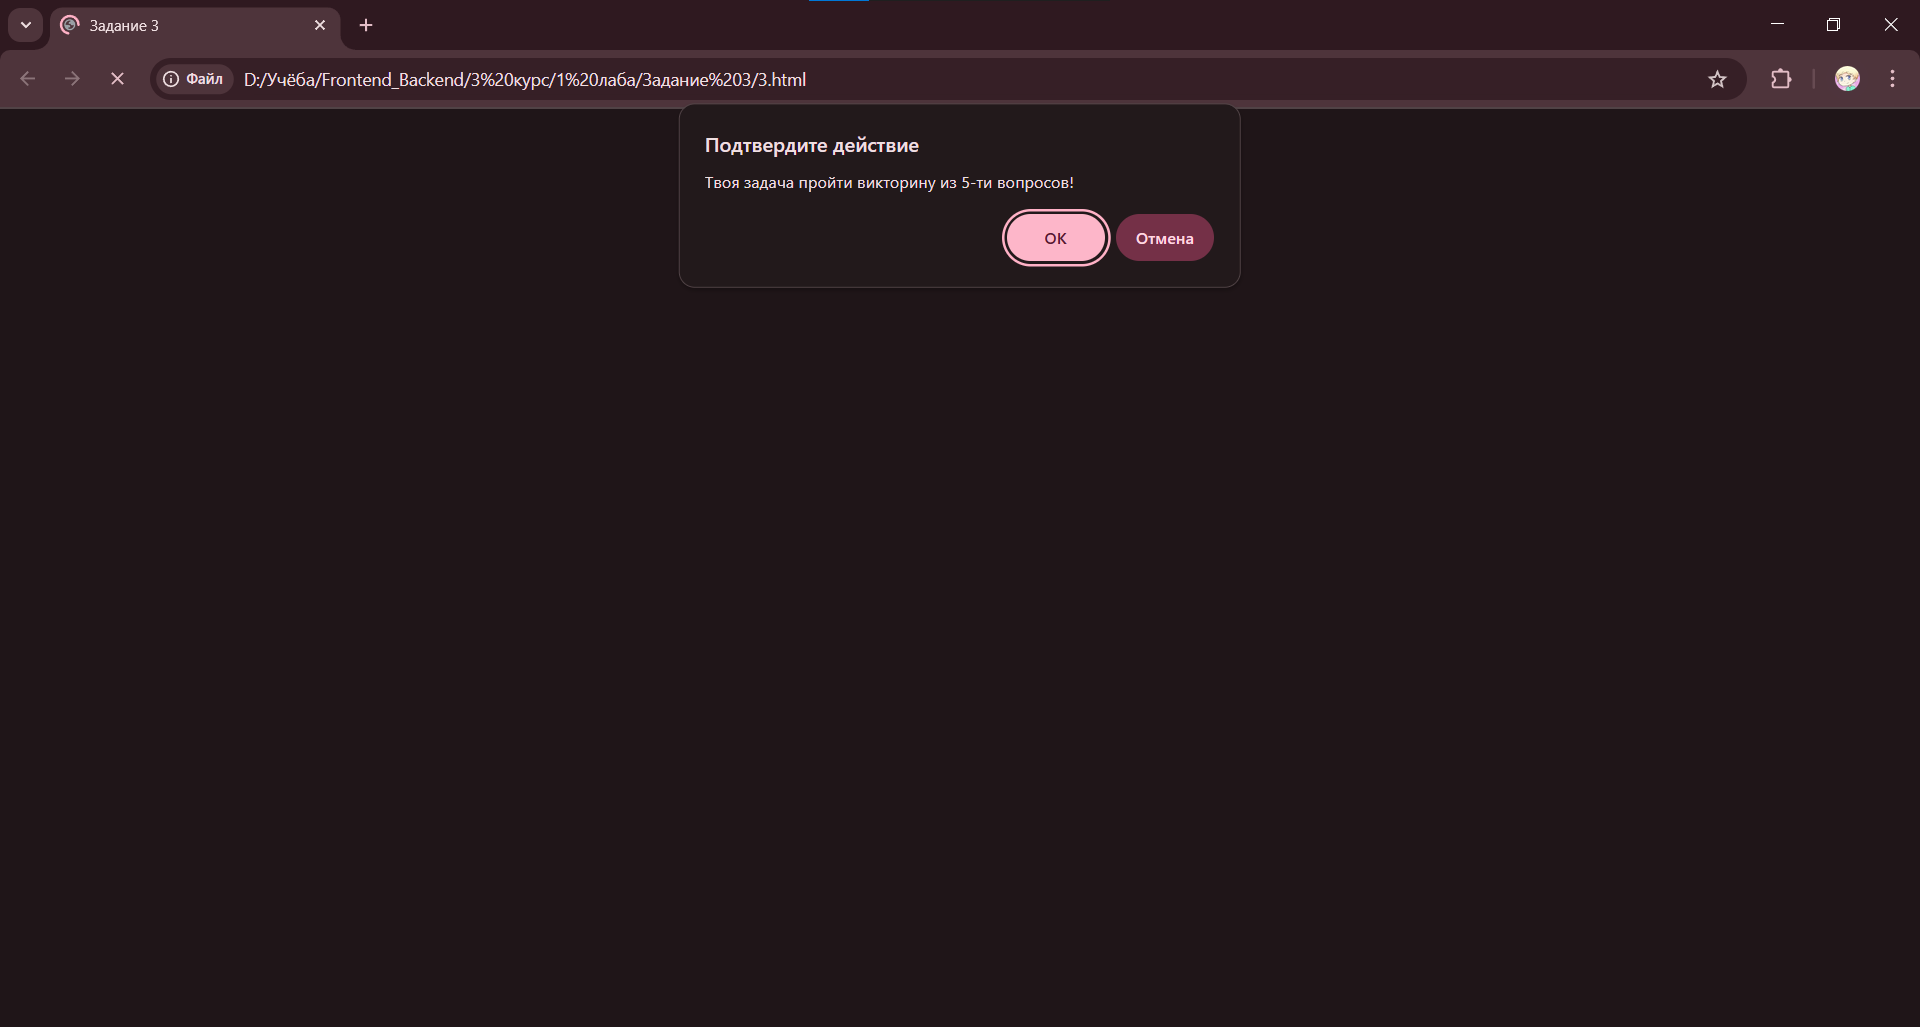 Задание 3
Файл D:/Учёба/Frontend_Backend/3%20курс/1%20лаба/Задание%203/3.html
Подтвердите действие
Твоя задача пройти викторину из 5-ти вопросов!
ОК Отмена